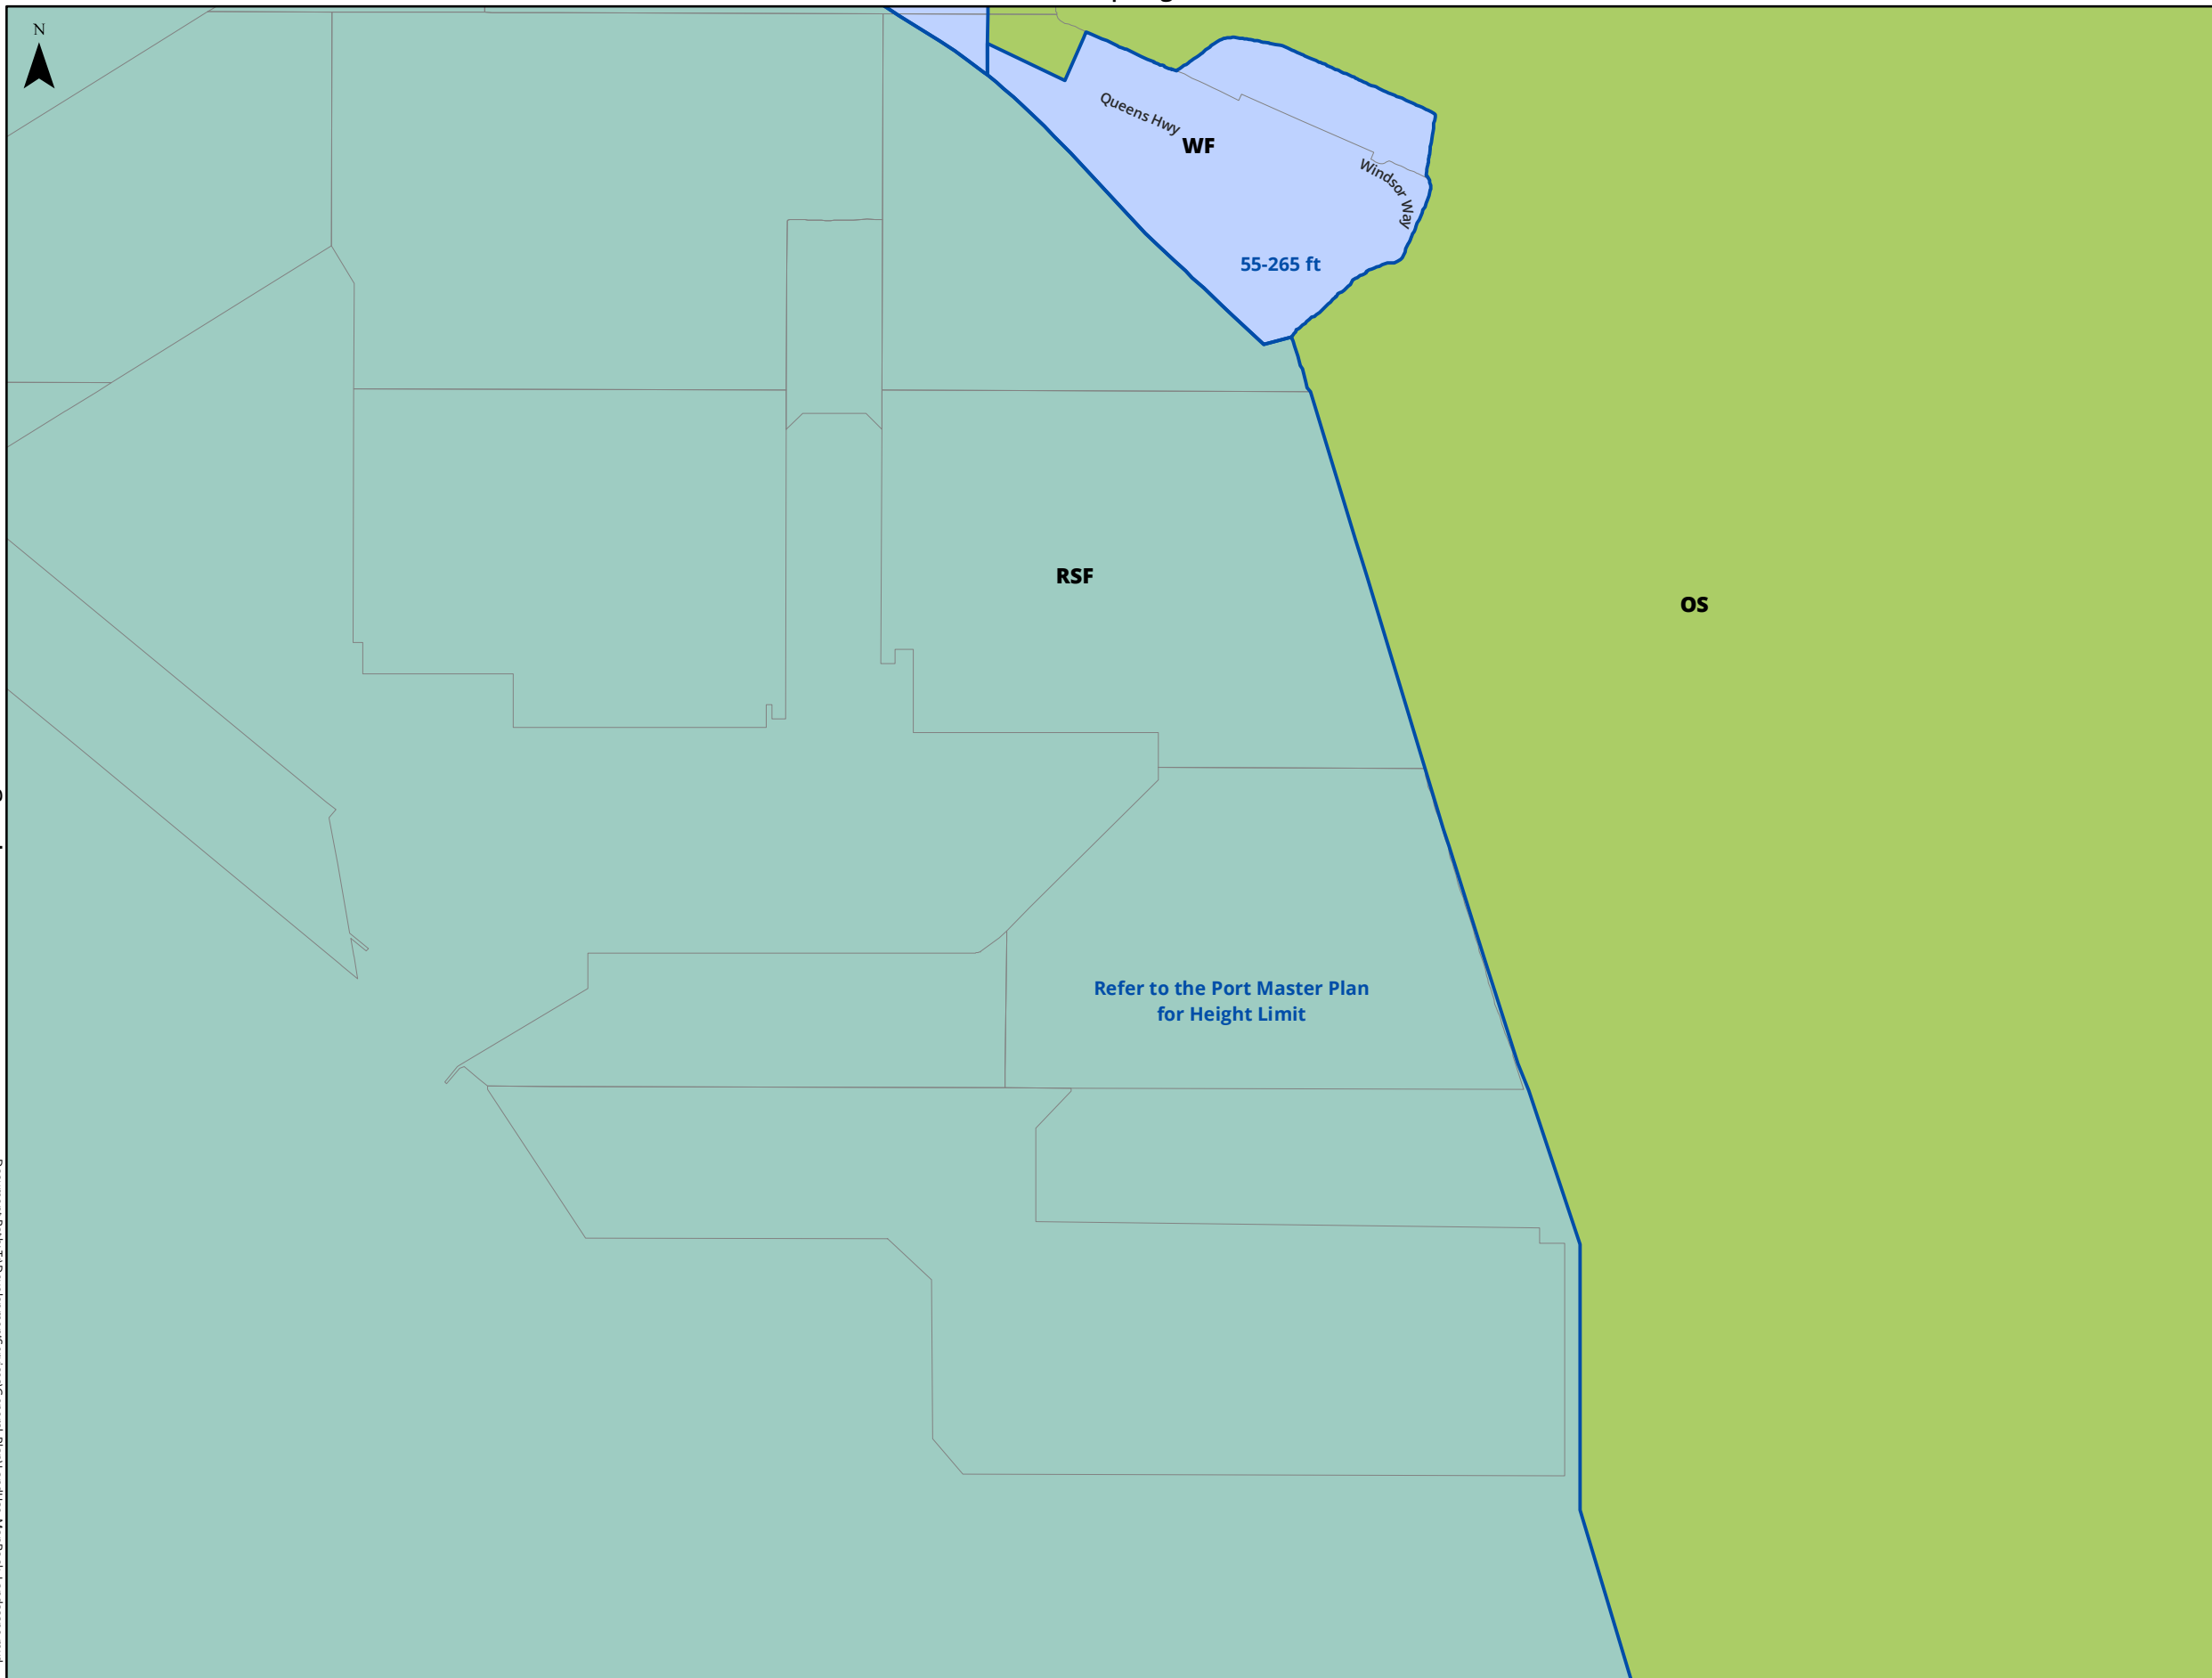 N
Queens Hwy
WF
Windsor Way
55-265 ft
RSF
OS
Refer to the Port Master Plan
for Height Limit